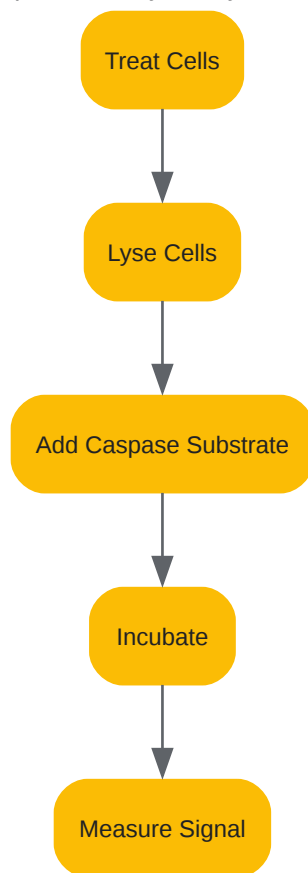 Treat Cells
Lyse Cells
Add Caspase Substrate
Incubate
Measure Signal